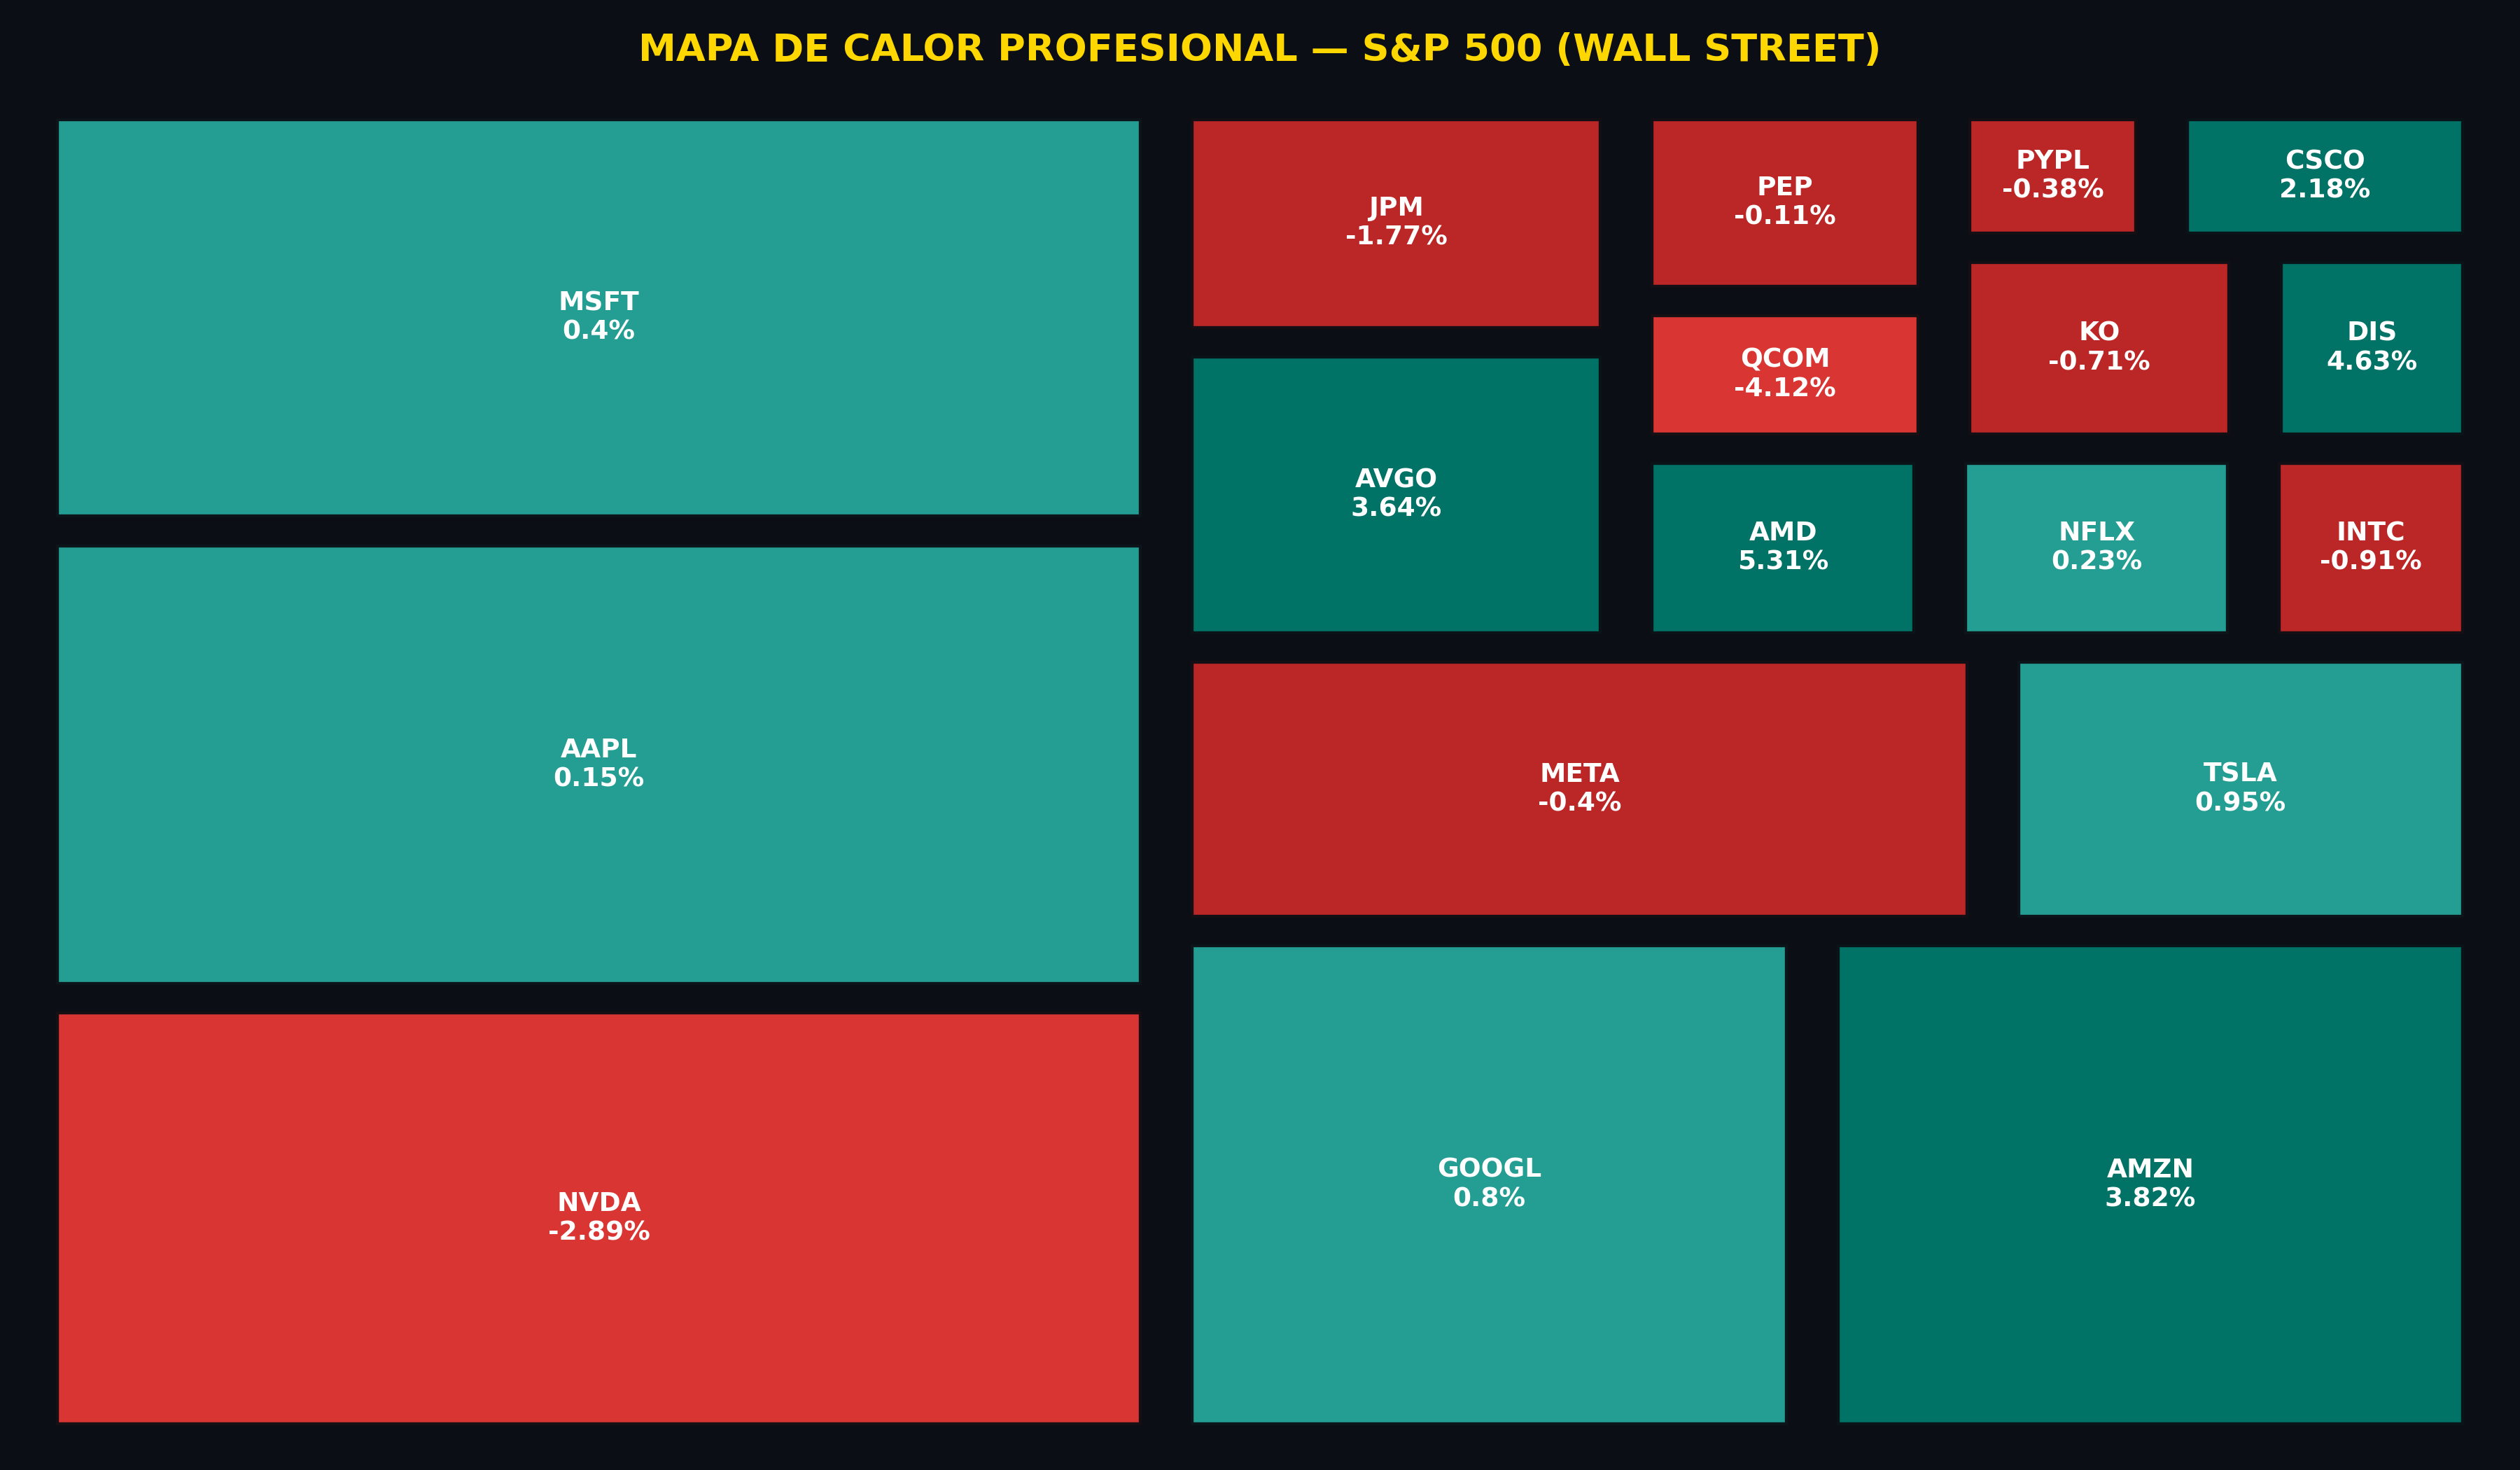 MAPA DE CALOR PROFESIONAL — S&P 500 (WALL STREET)
MSFT
0.4%
AAPL
0.15%
NVDA
-2.89%
JPM
-1.77%
AVGO
3.64%
PEP
-0.11%
QCOM
-4.12%
PYPL
-0.38%
CSCO
2.18%
KO
-0.71%
DIS
4.63%
AMD
5.31%
NFLX
0.23%
INTC
-0.91%
META
-0.4%
TSLA
0.95%
GOOGL
0.8%
AMZN
3.82%